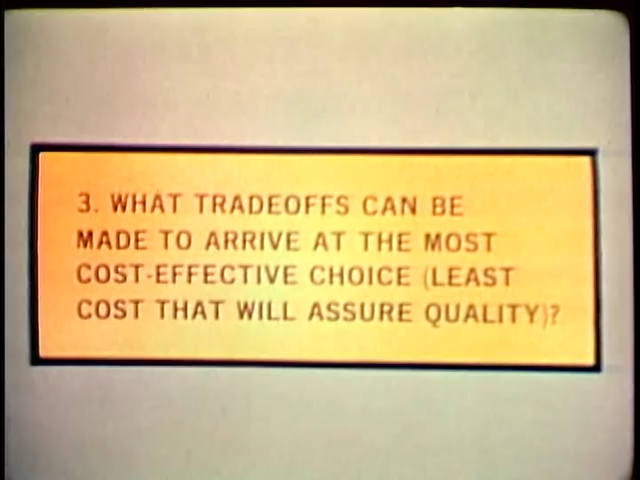 3. WHAT TRADEOFFS CAN BE
MADE TO ARRIVE AT THE MOST
COST-EFFECTIVE CHOICE (LEAST
COST THAT WILL ASSURE QUALITY)?